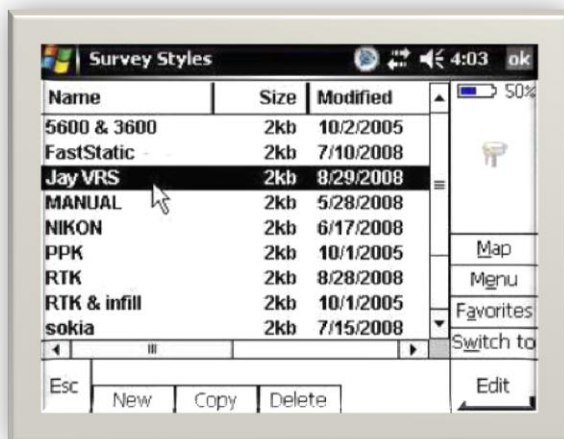 Survey Styles 4:03 ok
Name Size Modified
50%
5600 & 3600 2kb 10/2/2005
FastStatic 2kb 7/10/2008
Jay VRS 2kb 8/29/2008
MANUAL 2kb 5/28/2008
NIKON 2kb 6/17/2008
PPK 2kb 10/1/2005
RTK 2kb 8/28/2008
RTK & infill 2kb 10/1/2005
sokia 2kb 7/15/2008
Map
Menu
Favorites
Switch to
Esc New Copy Delete Edit